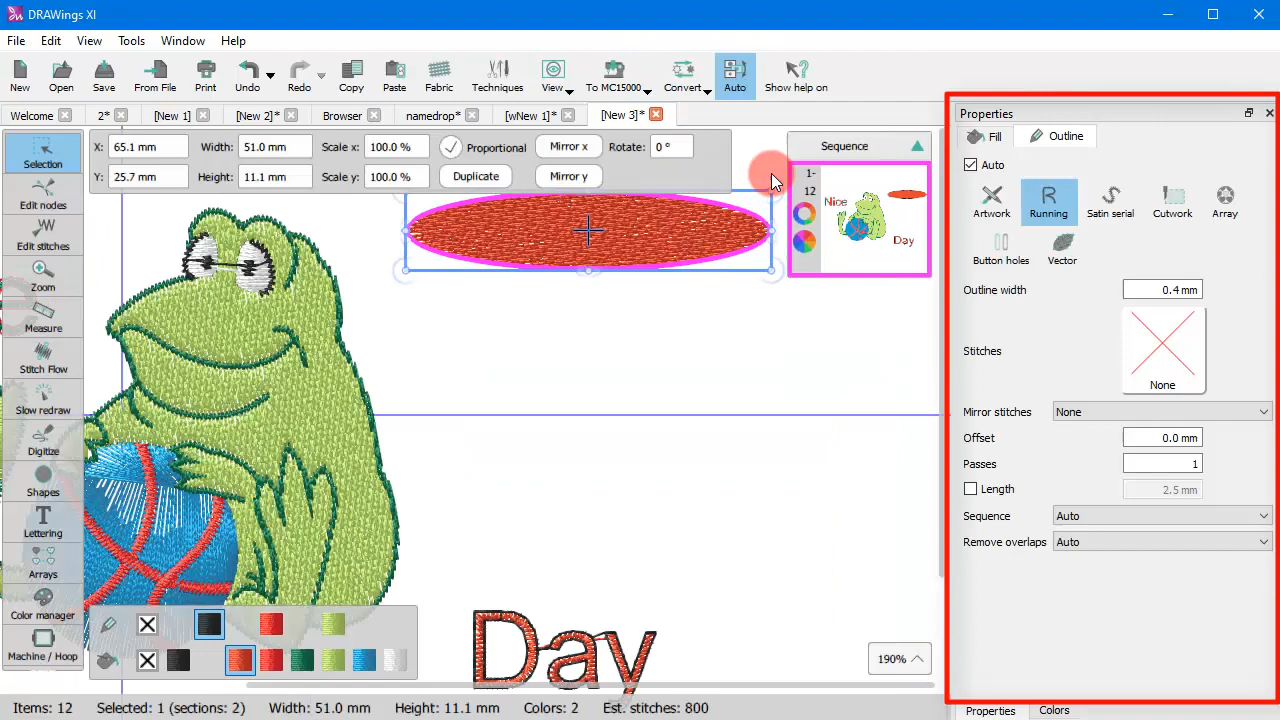 DRAWings XI
File Edit View Tools Window Help
New Open Save From File Print Undo Redo Copy Paste Fabric Techniques View To MC15000 Convert Auto Show help on
Welcome 2* [New 1] [New 2]* Browser namedrop* [wNew 1]* [New 3]*
X: 65.1 mm Width: 51.0 mm Scale x: 100.0 % Proportional Mirror x Rotate: 0 °
Y: 25.7 mm Height: 11.1 mm Scale y: 100.0 % Duplicate Mirror y
Selection
Edit nodes
Edit stitches
Zoom
Measure
Stitch Flow
Slow redraw
Digitize
Shapes
Lettering
Arrays
Color manager
Machine / Hoop
Sequence
1-
12
Nice
Day
Day
190%
Properties
Fill Outline
Auto
Artwork Running Satin serial Cutwork Array
Button holes Vector
Outline width 0.4 mm
Stitches None
Mirror stitches None
Offset 0.0 mm
Passes 1
Length 2.5 mm
Sequence Auto
Remove overlaps Auto
Properties Colors
Items: 12 Selected: 1 (sections: 2) Width: 51.0 mm Height: 11.1 mm Colors: 2 Est. stitches: 800